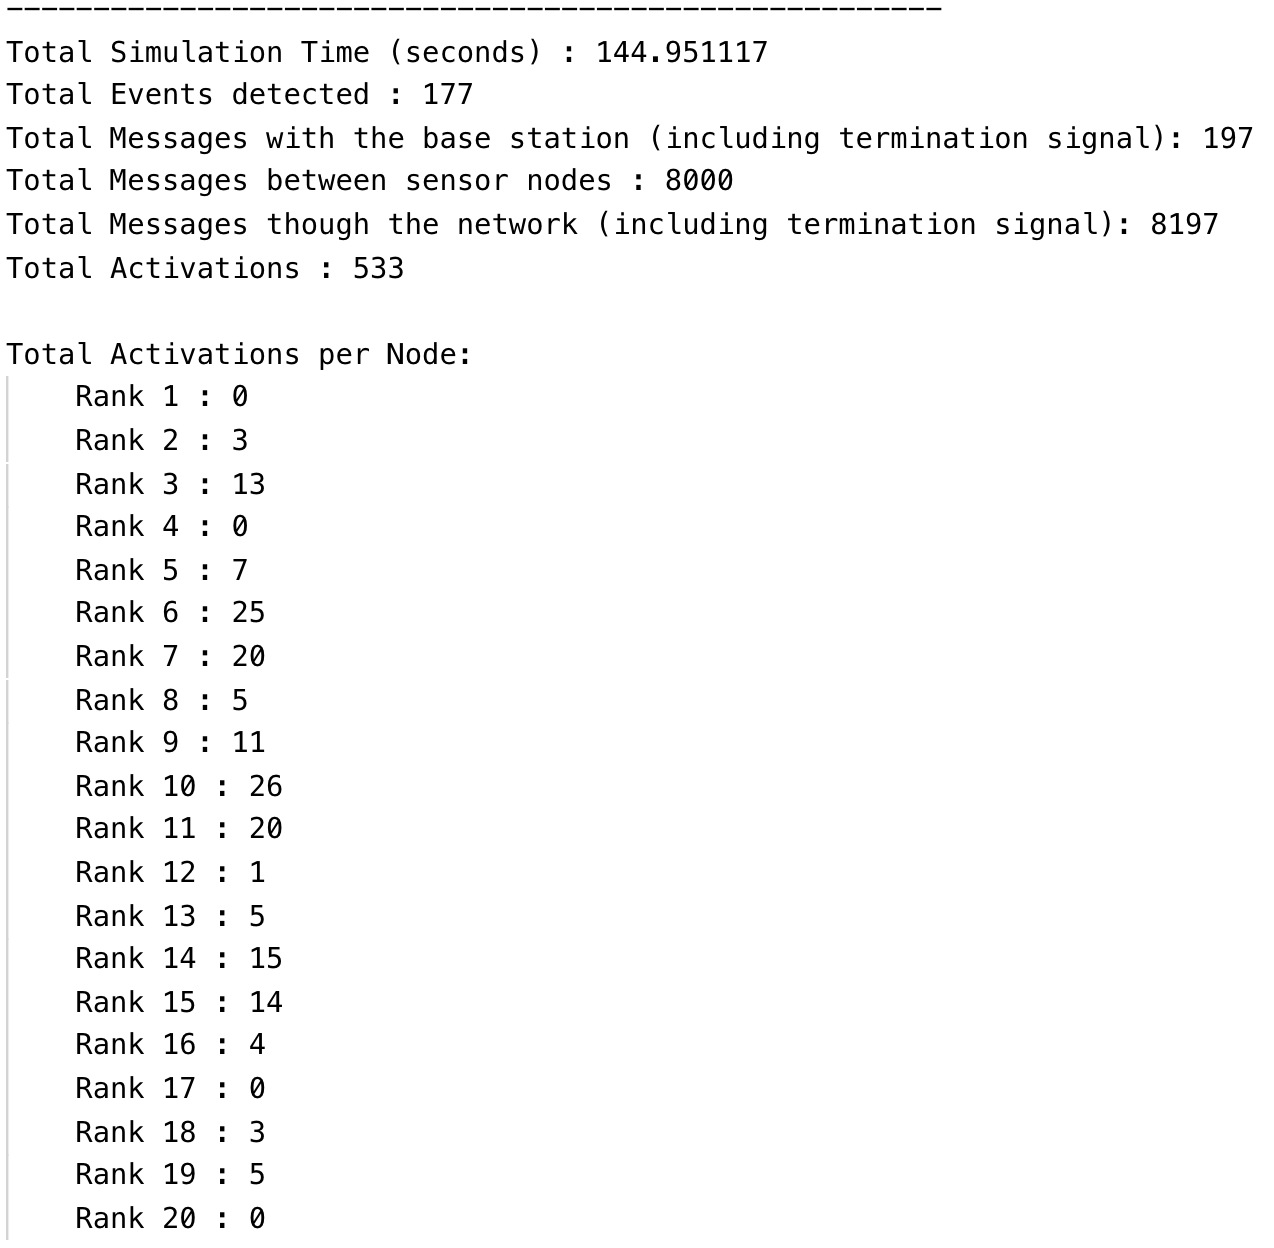 ------------------------------------------------------
Total Simulation Time (seconds) : 144.951117
Total Events detected : 177
Total Messages with the base station (including termination signal): 197
Total Messages between sensor nodes : 8000
Total Messages though the network (including termination signal): 8197
Total Activations : 533

Total Activations per Node:
    Rank 1 : 0
    Rank 2 : 3
    Rank 3 : 13
    Rank 4 : 0
    Rank 5 : 7
    Rank 6 : 25
    Rank 7 : 20
    Rank 8 : 5
    Rank 9 : 11
    Rank 10 : 26
    Rank 11 : 20
    Rank 12 : 1
    Rank 13 : 5
    Rank 14 : 15
    Rank 15 : 14
    Rank 16 : 4
    Rank 17 : 0
    Rank 18 : 3
    Rank 19 : 5
    Rank 20 : 0